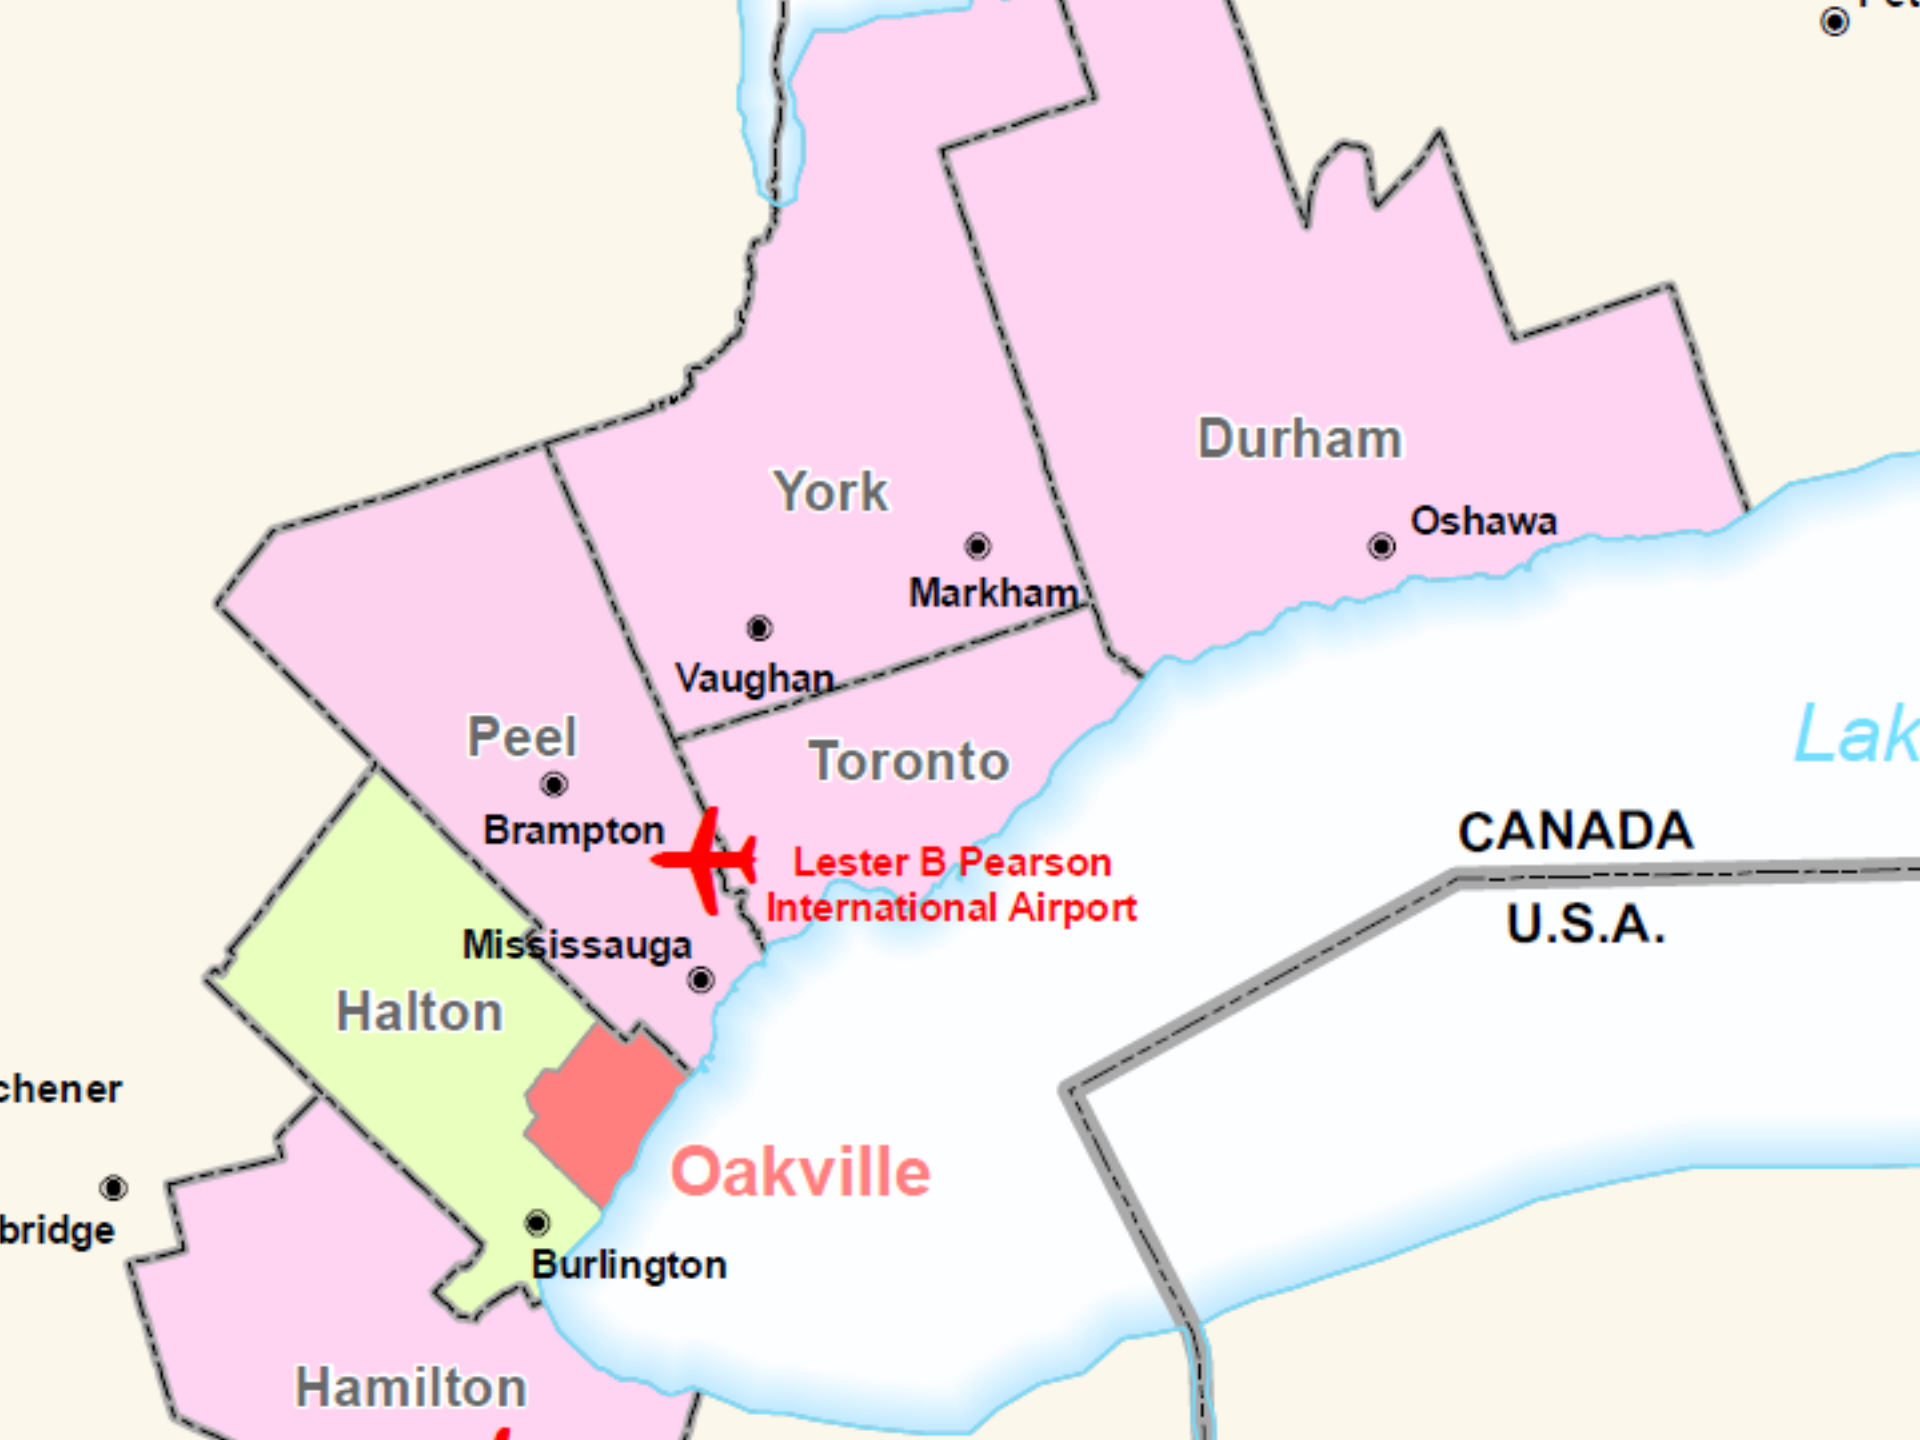 Durham
York
Oshawa
Markham
Vaughan
Peel
Toronto
Lak
Brampton
CANADA
Lester B Pearson
International Airport
U.S.A.
Mississauga
Halton
chener
Oakville
bridge
Burlington
Hamilton